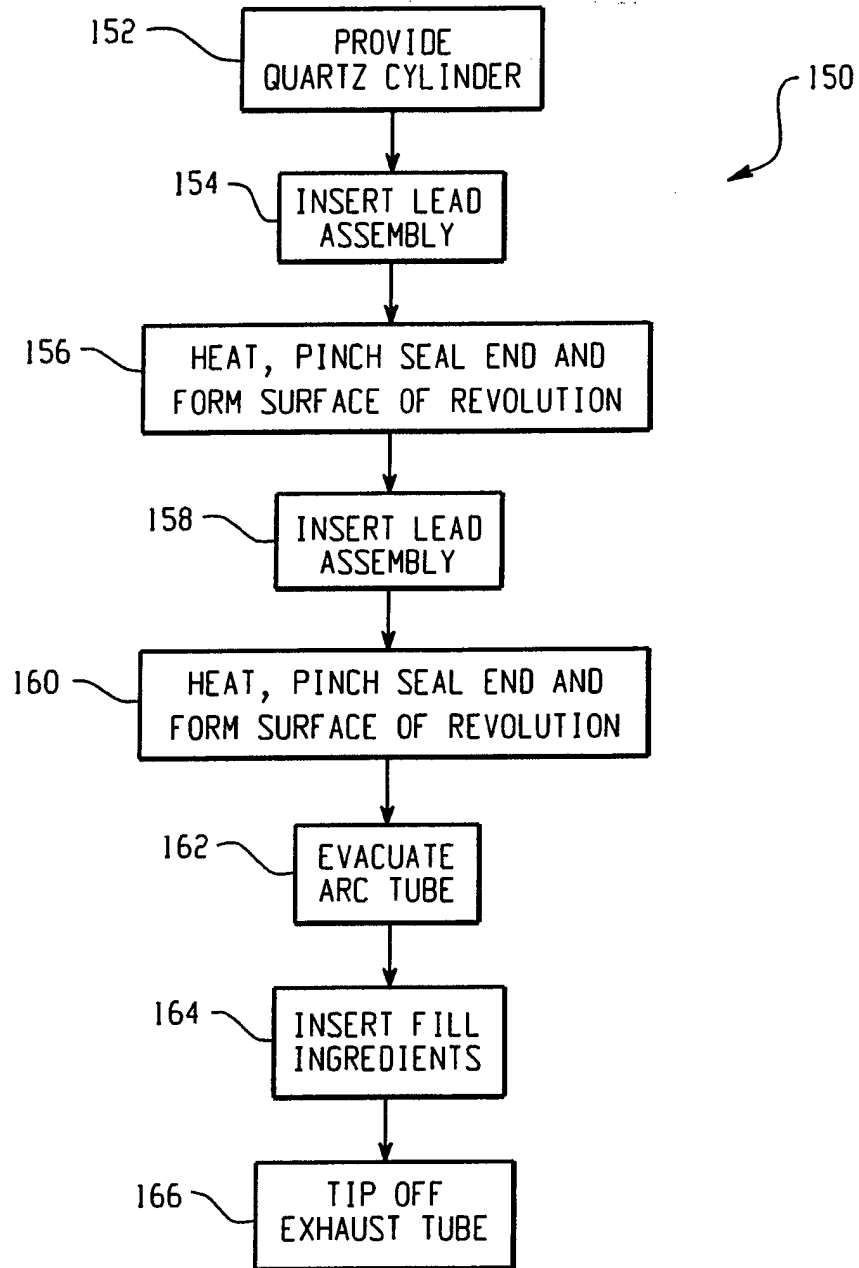 152
PROVIDE
QUARTZ CYLINDER
150
154
INSERT LEAD
ASSEMBLY
156
HEAT, PINCH SEAL END AND
FORM SURFACE OF REVOLUTION
158
INSERT LEAD
ASSEMBLY
160
HEAT, PINCH SEAL END AND
FORM SURFACE OF REVOLUTION
162
EVACUATE
ARC TUBE
164
INSERT FILL
INGREDIENTS
166
TIP OFF
EXHAUST TUBE